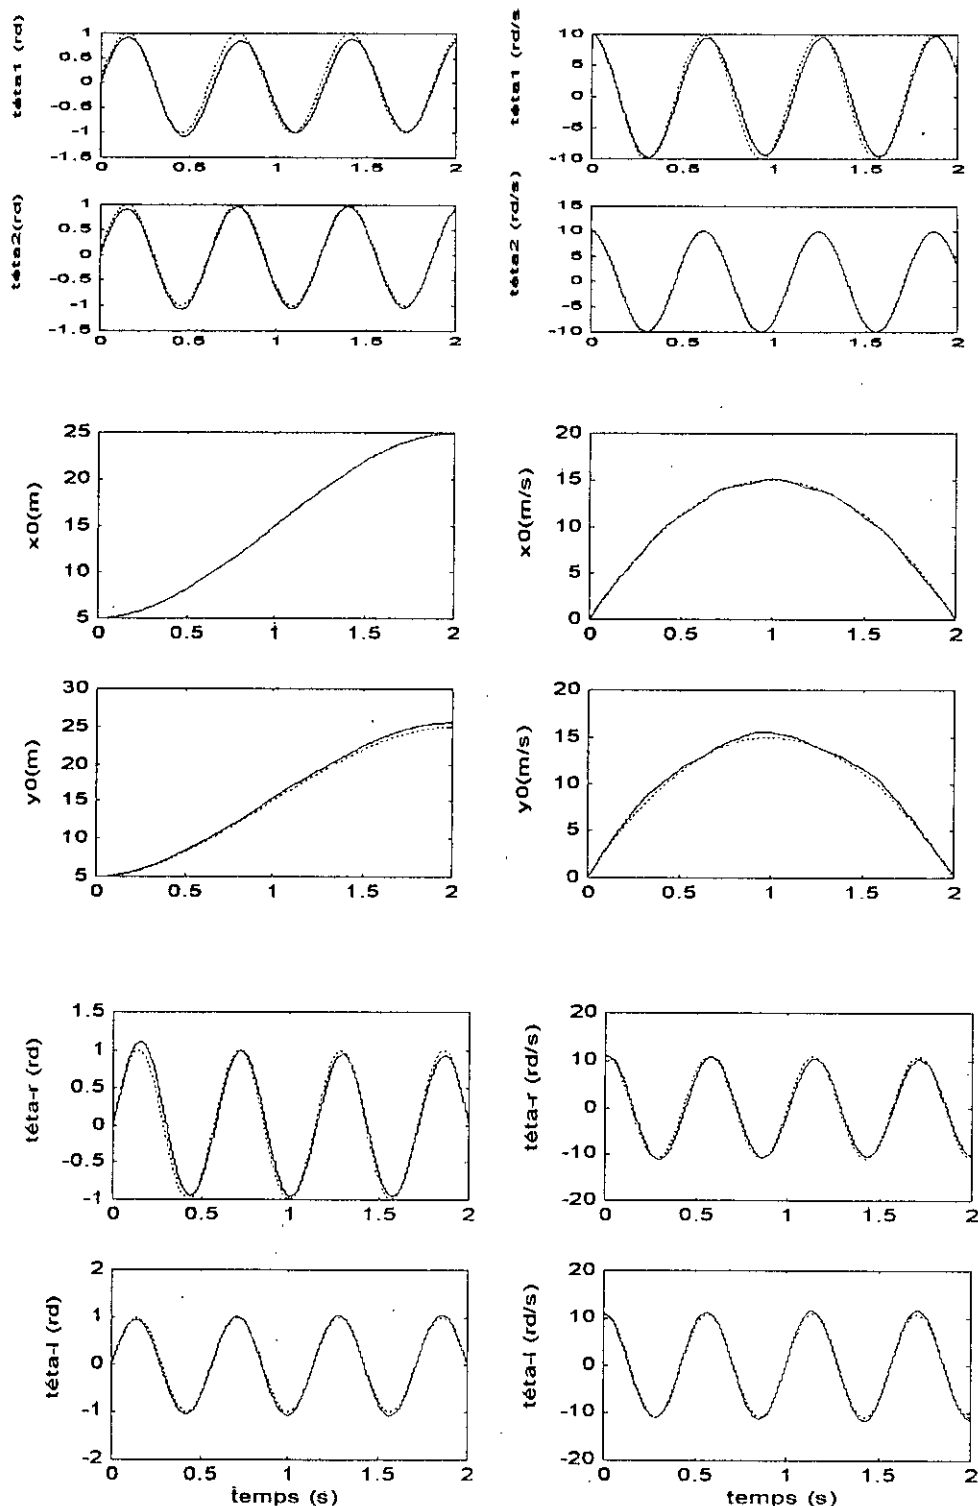 téta1 (rd)
1
0.5
0
-0.5
-1
-1.5
0 0.5 1 1.5 2
téta1 (rd/s
10
5
0
-5
-10
0 0.5 1 1.5 2
téta2(rd)
1
0.5
0
-0.5
-1
-1.5
0 0.5 1 1.5 2
téta2 (rd/s)
15
10
5
0
-5
-10
0 0.5 1 1.5 2
x0(m)
25
20
15
10
5
0 0.5 1 1.5 2
x0(m/s)
20
15
10
5
0
0 0.5 1 1.5 2
y0(m)
30
25
20
15
10
5
0 0.5 1 1.5 2
y0(m/s)
20
15
10
5
0
0 0.5 1 1.5 2
téta-r (rd)
1.5
1
0.5
0
-0.5
-1
0 0.5 1 1.5 2
téta-r (rd/s)
20
10
0
-10
-20
0 0.5 1 1.5 2
téta-l (rd)
2
1
0
-1
-2
0 0.5 1 1.5 2
temps (s)
téta-l (rd/s)
20
10
0
-10
-20
0 0.5 1 1.5 2
temps (s)